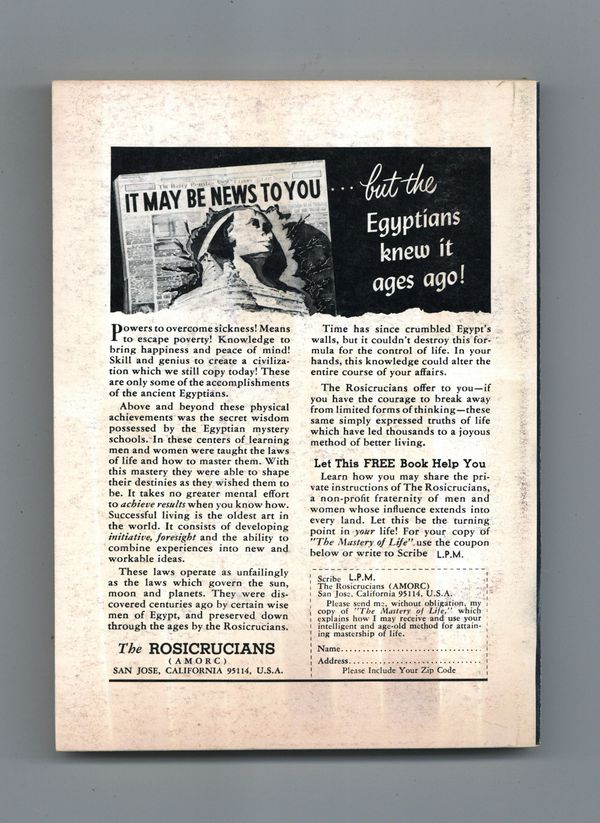 IT MAY BE NEWS TO YOU
...but the
Egyptians
knew it
ages ago!
Powers to overcome sickness! Means
to escape poverty! Knowledge to
bring happiness and peace of mind!
Skill and genius to create a civiliza-
tion which we still copy today! These
are only some of the accomplishments
of the ancient Egyptians.
Above and beyond these physical
achievements was the secret wisdom
possessed by the Egyptian mystery
schools. In these centers of learning
men and women were taught the laws
of life and how to master them. With
this mastery they were able to shape
their destinies as they wished them to
be. It takes no greater mental effort
to achieve results when you know how.
Successful living is the oldest art in
the world. It consists of developing
initiative, foresight and the ability to
combine experiences into new and
workable ideas.
These laws operate as unfailingly
as the laws which govern the sun,
moon and planets. They were dis-
covered centuries ago by certain wise
men of Egypt, and preserved down
through the ages by the Rosicrucians.
The ROSICRUCIANS
(AMORC)
SAN JOSE, CALIFORNIA 95114, U.S.A.
Time has since crumbled Egypt's
walls, but it couldn't destroy this for-
mula for the control of life. In your
hands, this knowledge could alter the
entire course of your affairs.
The Rosicrucians offer to you—if
you have the courage to break away
from limited forms of thinking—these
same simply expressed truths of life
which have led thousands to a joyous
method of better living.
Let This FREE Book Help You
Learn how you may share the pri-
vate instructions of The Rosicrucians,
a non-profit fraternity of men and
women whose influence extends into
every land. Let this be the turning
point in your life! For your copy of
"The Mastery of Life" use the coupon
below or write to Scribe L.P.M.
Scribe L.P.M.
The Rosicrucians (AMORC)
San Jose, California 95114, U.S.A.
Please send me, without obligation, my
copy of "The Mastery of Life," which
explains how I may receive and use your
intelligent and age-old method for attain-
ing mastership of life.
Name
Address
Please Include Your Zip Code